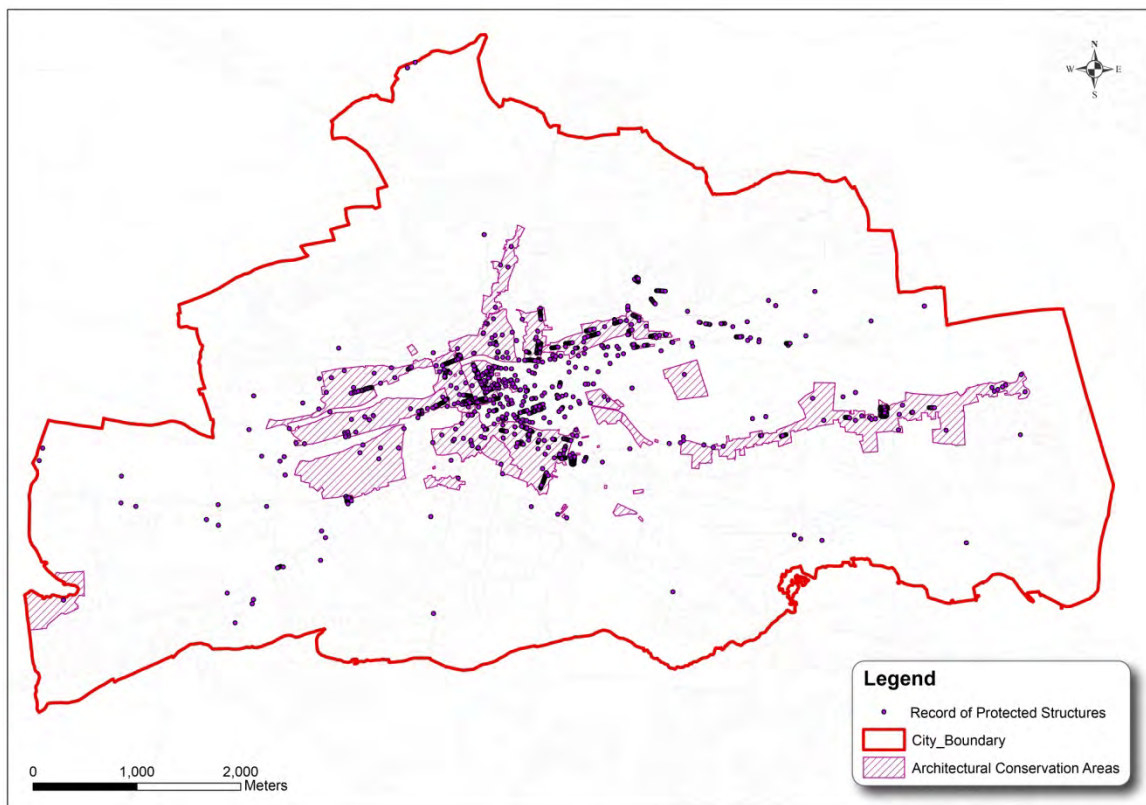 N
W E
S
Legend
Record of Protected Structures
City_Boundary
Architectural Conservation Areas
0 1,000 2,000
Meters